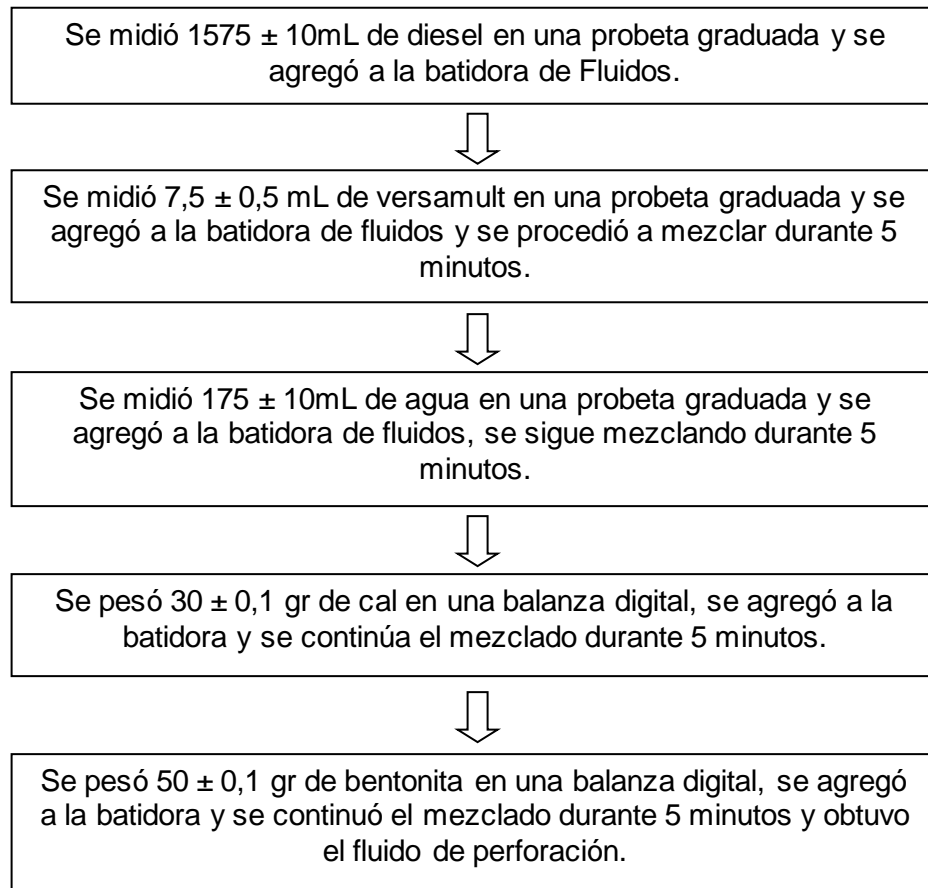 Se midió 1575 ± 10mL de diesel en una probeta graduada y se
agregó a la batidora de Fluidos.
Se midió 7,5 ± 0,5 mL de versamult en una probeta graduada y se
agregó a la batidora de fluidos y se procedió a mezclar durante 5
minutos.
Se midió 175 ± 10mL de agua en una probeta graduada y se
agregó a la batidora de fluidos, se sigue mezclando durante 5
minutos.
Se pesó 30 ± 0,1 gr de cal en una balanza digital, se agregó a la
batidora y se continúa el mezclado durante 5 minutos.
Se pesó 50 ± 0,1 gr de bentonita en una balanza digital, se agregó
a la batidora y se continuó el mezclado durante 5 minutos y obtuvo
el fluido de perforación.